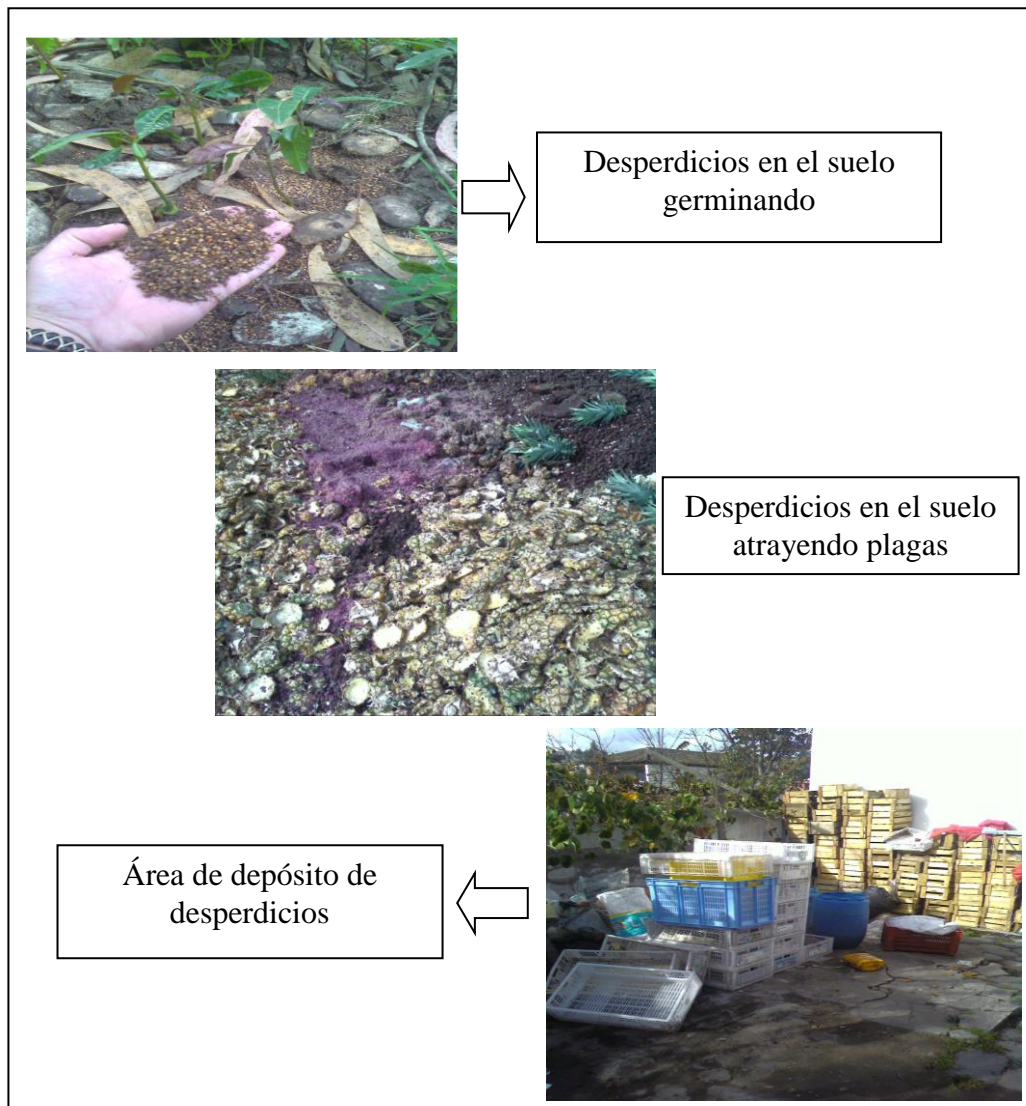 Desperdicios en el suelo
germinando
Desperdicios en el suelo
atrayendo plagas
Área de depósito de
desperdicios